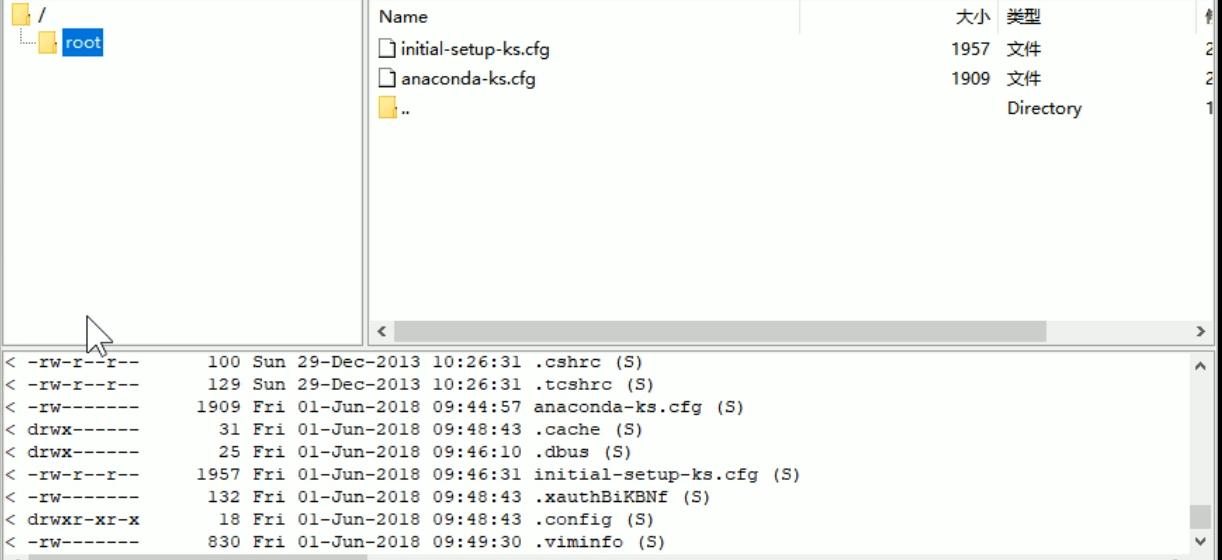 /
root
Name 大小 类型
initial-setup-ks.cfg 1957 文件 2
anaconda-ks.cfg 1909 文件 2
.. Directory 1
< -rw-r--r-- 100 Sun 29-Dec-2013 10:26:31 .cshrc (S)
< -rw-r--r-- 129 Sun 29-Dec-2013 10:26:31 .tcshrc (S)
< -rw------- 1909 Fri 01-Jun-2018 09:44:57 anaconda-ks.cfg (S)
< drwx------ 31 Fri 01-Jun-2018 09:48:43 .cache (S)
< drwx------ 25 Fri 01-Jun-2018 09:46:10 .dbus (S)
< -rw-r--r-- 1957 Fri 01-Jun-2018 09:46:31 initial-setup-ks.cfg (S)
< -rw------- 132 Fri 01-Jun-2018 09:48:43 .xauthBiKBNf (S)
< drwxr-xr-x 18 Fri 01-Jun-2018 09:48:43 .config (S)
< -rw------- 830 Fri 01-Jun-2018 09:49:30 .viminfo (S)